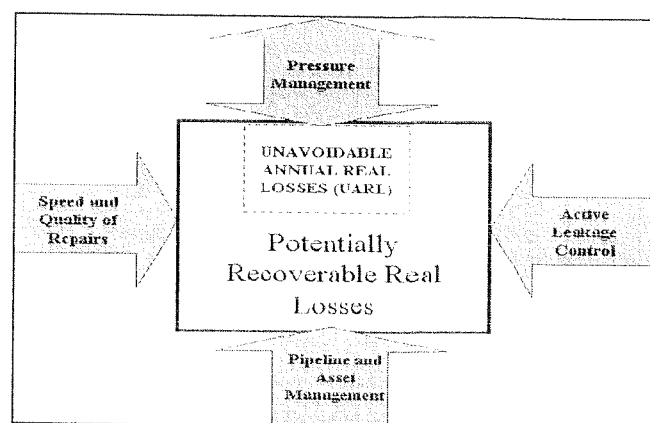 Pressure
Management
UNAVOIDABLE
ANNUAL REAL
LOSSES (UARL)
Speed and
Quality of
Repairs
Potentially
Recoverable Real
Losses
Active
Leakage
Control
Pipeline and
Asset
Management